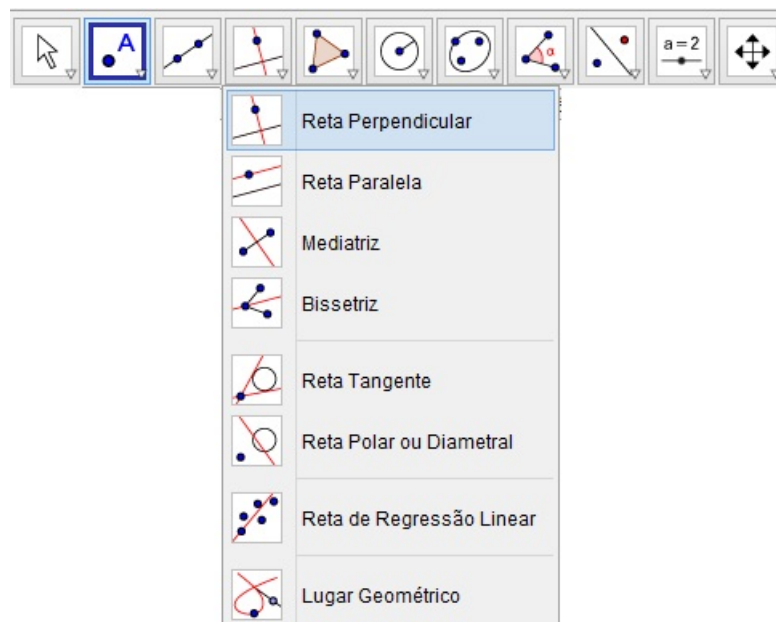 A
α
a=2
Reta Perpendicular
Reta Paralela
Mediatriz
Bissetriz
Reta Tangente
Reta Polar ou Diametral
Reta de Regressão Linear
Lugar Geométrico